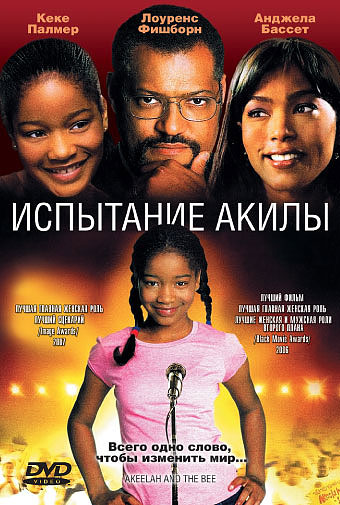 Кеке
Палмер
Лоуренс
Фишборн
Анджела
Бассет
ИСПЫТАНИЕ АКИЛЫ
ЛУЧШАЯ ГЛАВНАЯ ЖЕНСКАЯ РОЛЬ
ЛУЧШИЙ СЦЕНАРИЙ
/Image Awards/
2007
ЛУЧШИЙ ФИЛЬМ
ЛУЧШАЯ ГЛАВНАЯ ЖЕНСКАЯ РОЛЬ
ЛУЧШИЕ ЖЕНСКАЯ И МУЖСКАЯ РОЛИ
ВТОРОГО ПЛАНА
/Black Movie Awards/
2006
Всего одно слово,
чтобы изменить мир...
AKEELAH AND THE BEE
DVD
VIDEO
Akeelah